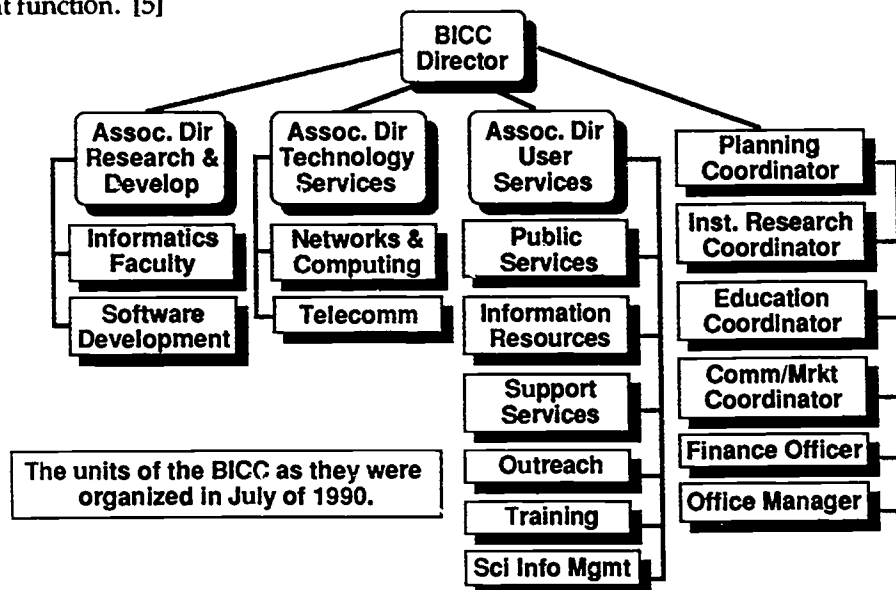 nt function. [5]
BICC
Director
Assoc. Dir
Research &
Develop
Informatics
Faculty
Software
Development
Assoc. Dir
Technology
Services
Networks &
Computing
Telecomm
Assoc. Dir
User
Services
Public
Services
Information
Resources
Support
Services
Outreach
Training
Sci Info Mgmt
Planning
Coordinator
Inst. Research
Coordinator
Education
Coordinator
Comm/Mrkt
Coordinator
Finance Officer
Office Manager
The units of the BICC as they were
organized in July of 1990.